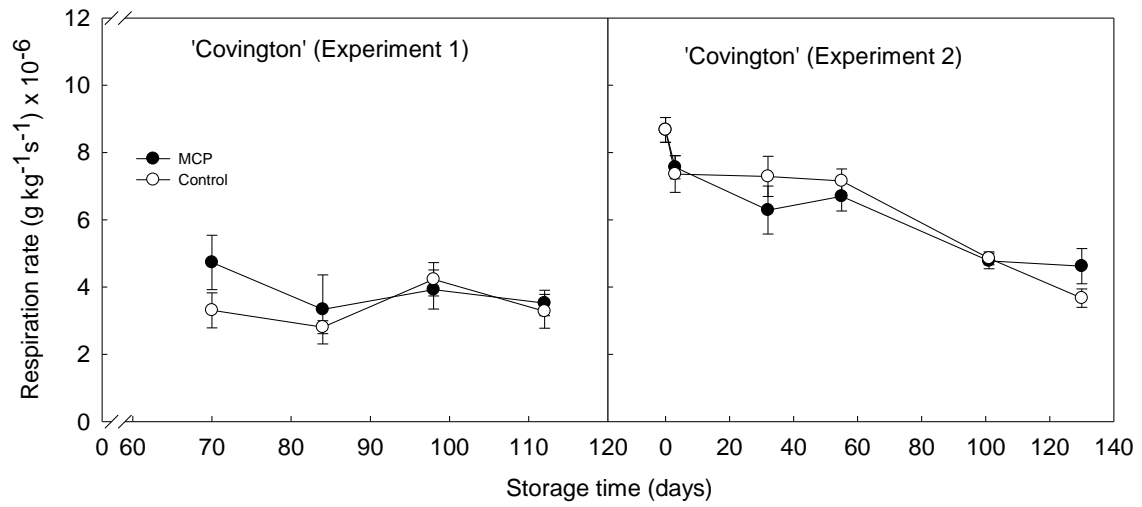 12
10
8
6
4
2
0
Respiration rate (g kg⁻¹s⁻¹) x 10⁻⁶
'Covington' (Experiment 1)
MCP
Control
'Covington' (Experiment 2)
0 60 70 80 90 100 110 120 0 20 40 60 80 100 120 140
Storage time (days)